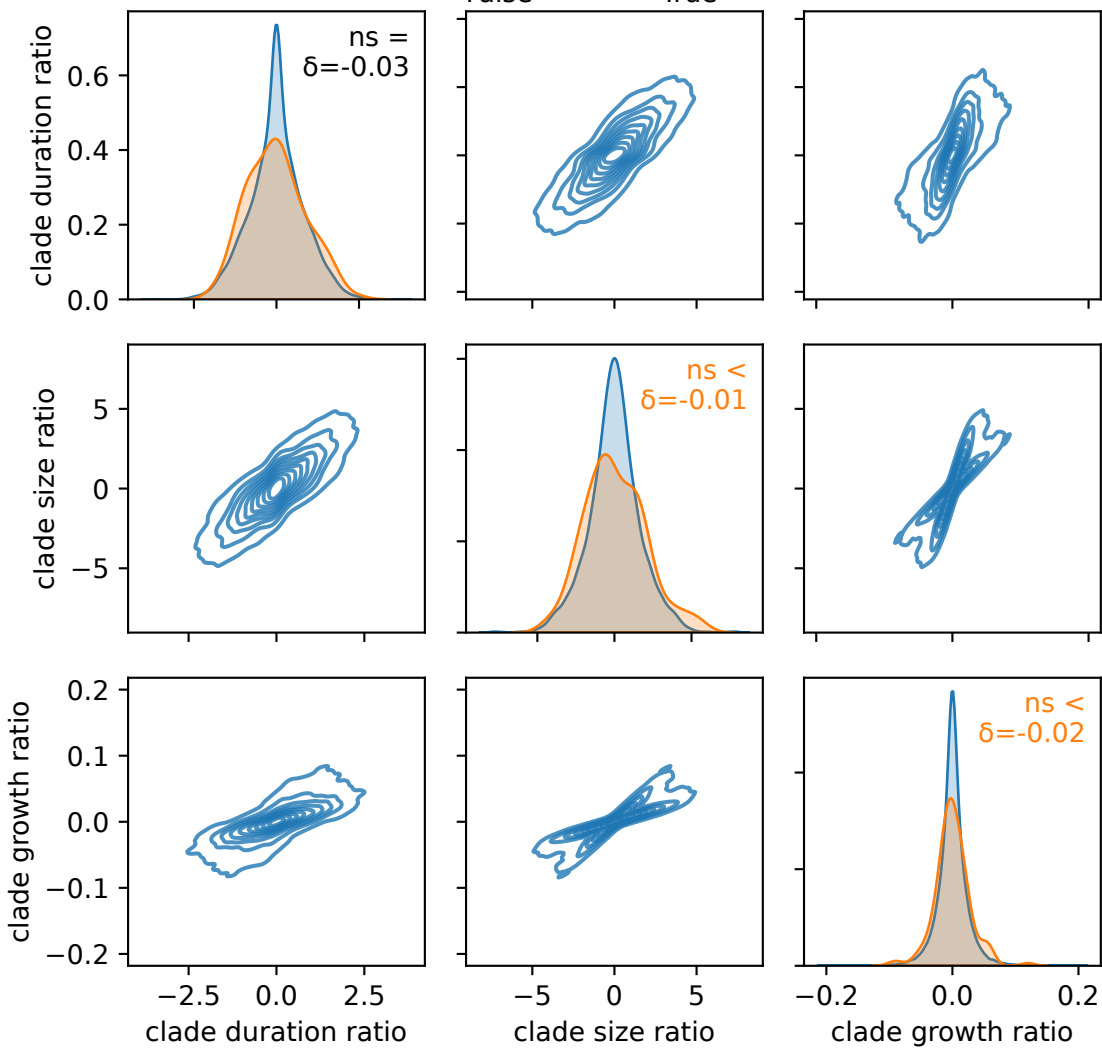 clade duration ratio
0.6
0.4
0.2
0.0
ns =
δ=-0.03
clade size ratio
5
0
−5
ns <
δ=-0.01
clade growth ratio
0.2
0.1
0.0
−0.1
−0.2
ns <
δ=-0.02
−2.5 0.0 2.5
−5 0 5
−0.2 0.0 0.2
clade duration ratio
clade size ratio
clade growth ratio